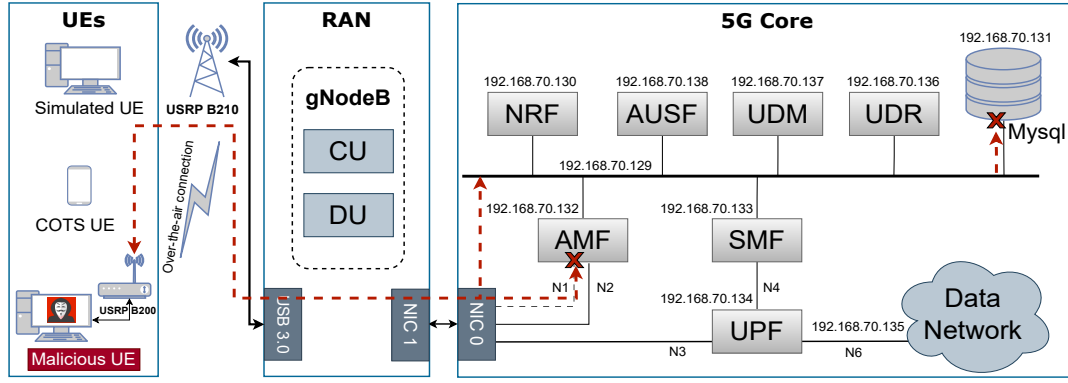 UEs
RAN
5G Core
Simulated UE
USRP B210
gNodeB
CU
DU
COTS UE
Over-the-air connection
USRP B200
Malicious UE
USB 3.0
NIC 1
NIC 0
192.168.70.131
192.168.70.130
192.168.70.138
192.168.70.137
192.168.70.136
NRF
AUSF
UDM
UDR
Mysql
192.168.70.129
192.168.70.132
192.168.70.133
AMF
SMF
N1
N2
N4
192.168.70.134
UPF
192.168.70.135
N3
N6
Data
Network